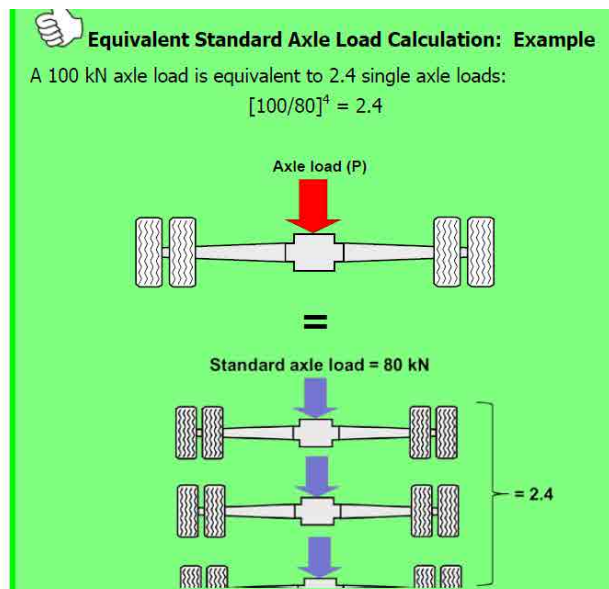 Equivalent Standard Axle Load Calculation: Example
A 100 kN axle load is equivalent to 2.4 single axle loads:
[100/80]⁴ = 2.4
Axle load (P)
=
Standard axle load = 80 kN
= 2.4